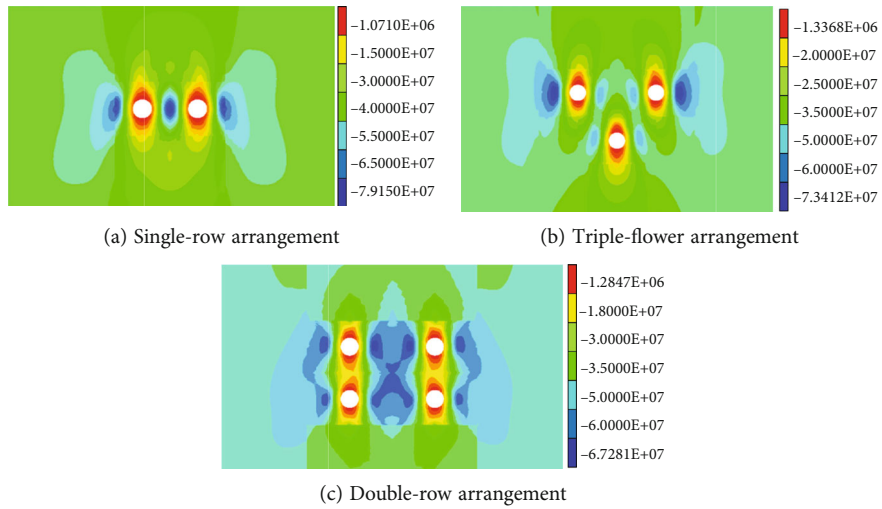 −1.0710E+06
−1.5000E+07
−3.0000E+07
−4.0000E+07
−5.5000E+07
−6.5000E+07
−7.9150E+07
(a) Single-row arrangement
−1.3368E+06
−2.0000E+07
−2.5000E+07
−3.5000E+07
−5.0000E+07
−6.0000E+07
−7.3412E+07
(b) Triple-flower arrangement
−1.2847E+06
−1.8000E+07
−3.0000E+07
−3.5000E+07
−5.0000E+07
−6.0000E+07
−6.7281E+07
(c) Double-row arrangement